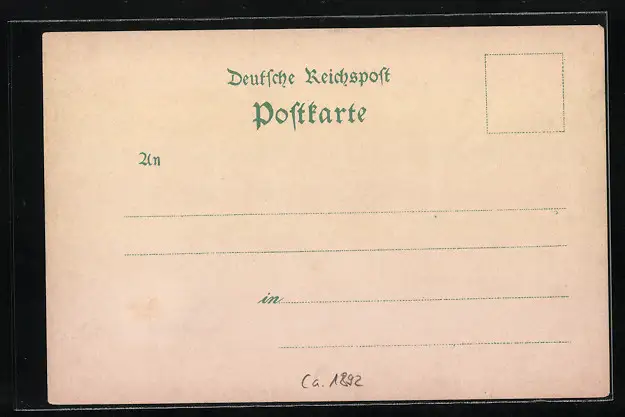 Deutsche Reichspost
Postkarte
An
in
Ca. 1892